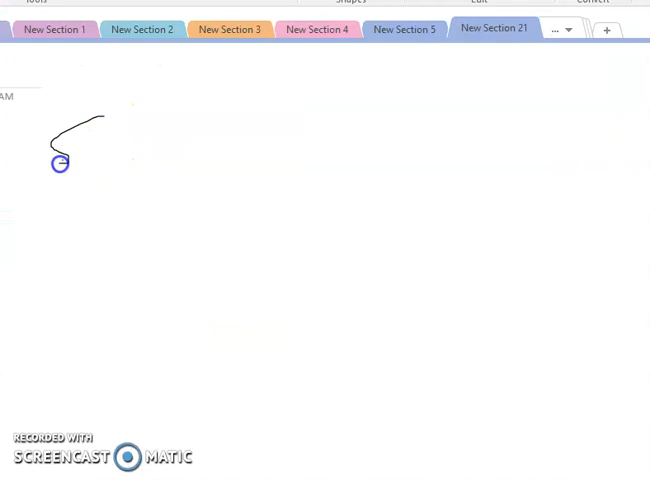 Tools Shapes Edit Convert
New Section 1 New Section 2 New Section 3 New Section 4 New Section 5 New Section 21 ... +
AM
RECORDED WITH
SCREENCAST MATIC